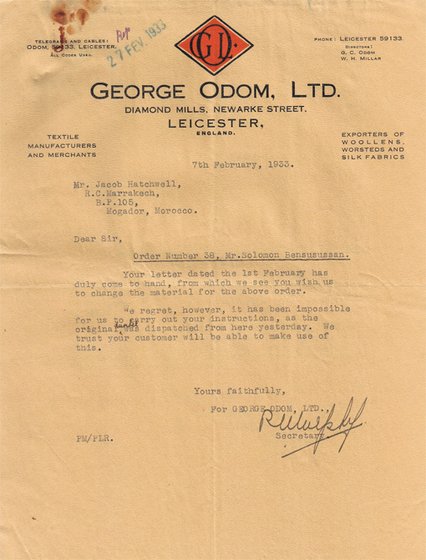 TELEGRAMS AND CABLES:
ODOM, 59133, LEICESTER.
ALL CODES USED.
27 FEV. 1933
G.O.L.
PHONE: LEICESTER 59133.
DIRECTORS:
G. C. ODOM
W. H. MILLAR
GEORGE ODOM, LTD.
DIAMOND MILLS, NEWARKE STREET,
LEICESTER,
ENGLAND.
TEXTILE
MANUFACTURERS
AND MERCHANTS
EXPORTERS OF
WOOLLENS,
WORSTEDS AND
SILK FABRICS
7th February, 1933.
Mr. Jacob Hatchwell,
R.C.Marrakech,
B.P.105,
Mogador, Morocco.
Dear Sir,
Order Number 38, Mr.Solomon Bensusussan.
Your letter dated the 1st February has
duly come to hand, from which we see you wish us
to change the material for the above order.
We regret, however, it has been impossible
for us to carry out your instructions, as the
original was dispatched from here yesterday. We
trust your customer will be able to make use of
this.
Yours faithfully,
For GEORGE ODOM, LTD.,
Secretary
PM/PLR.